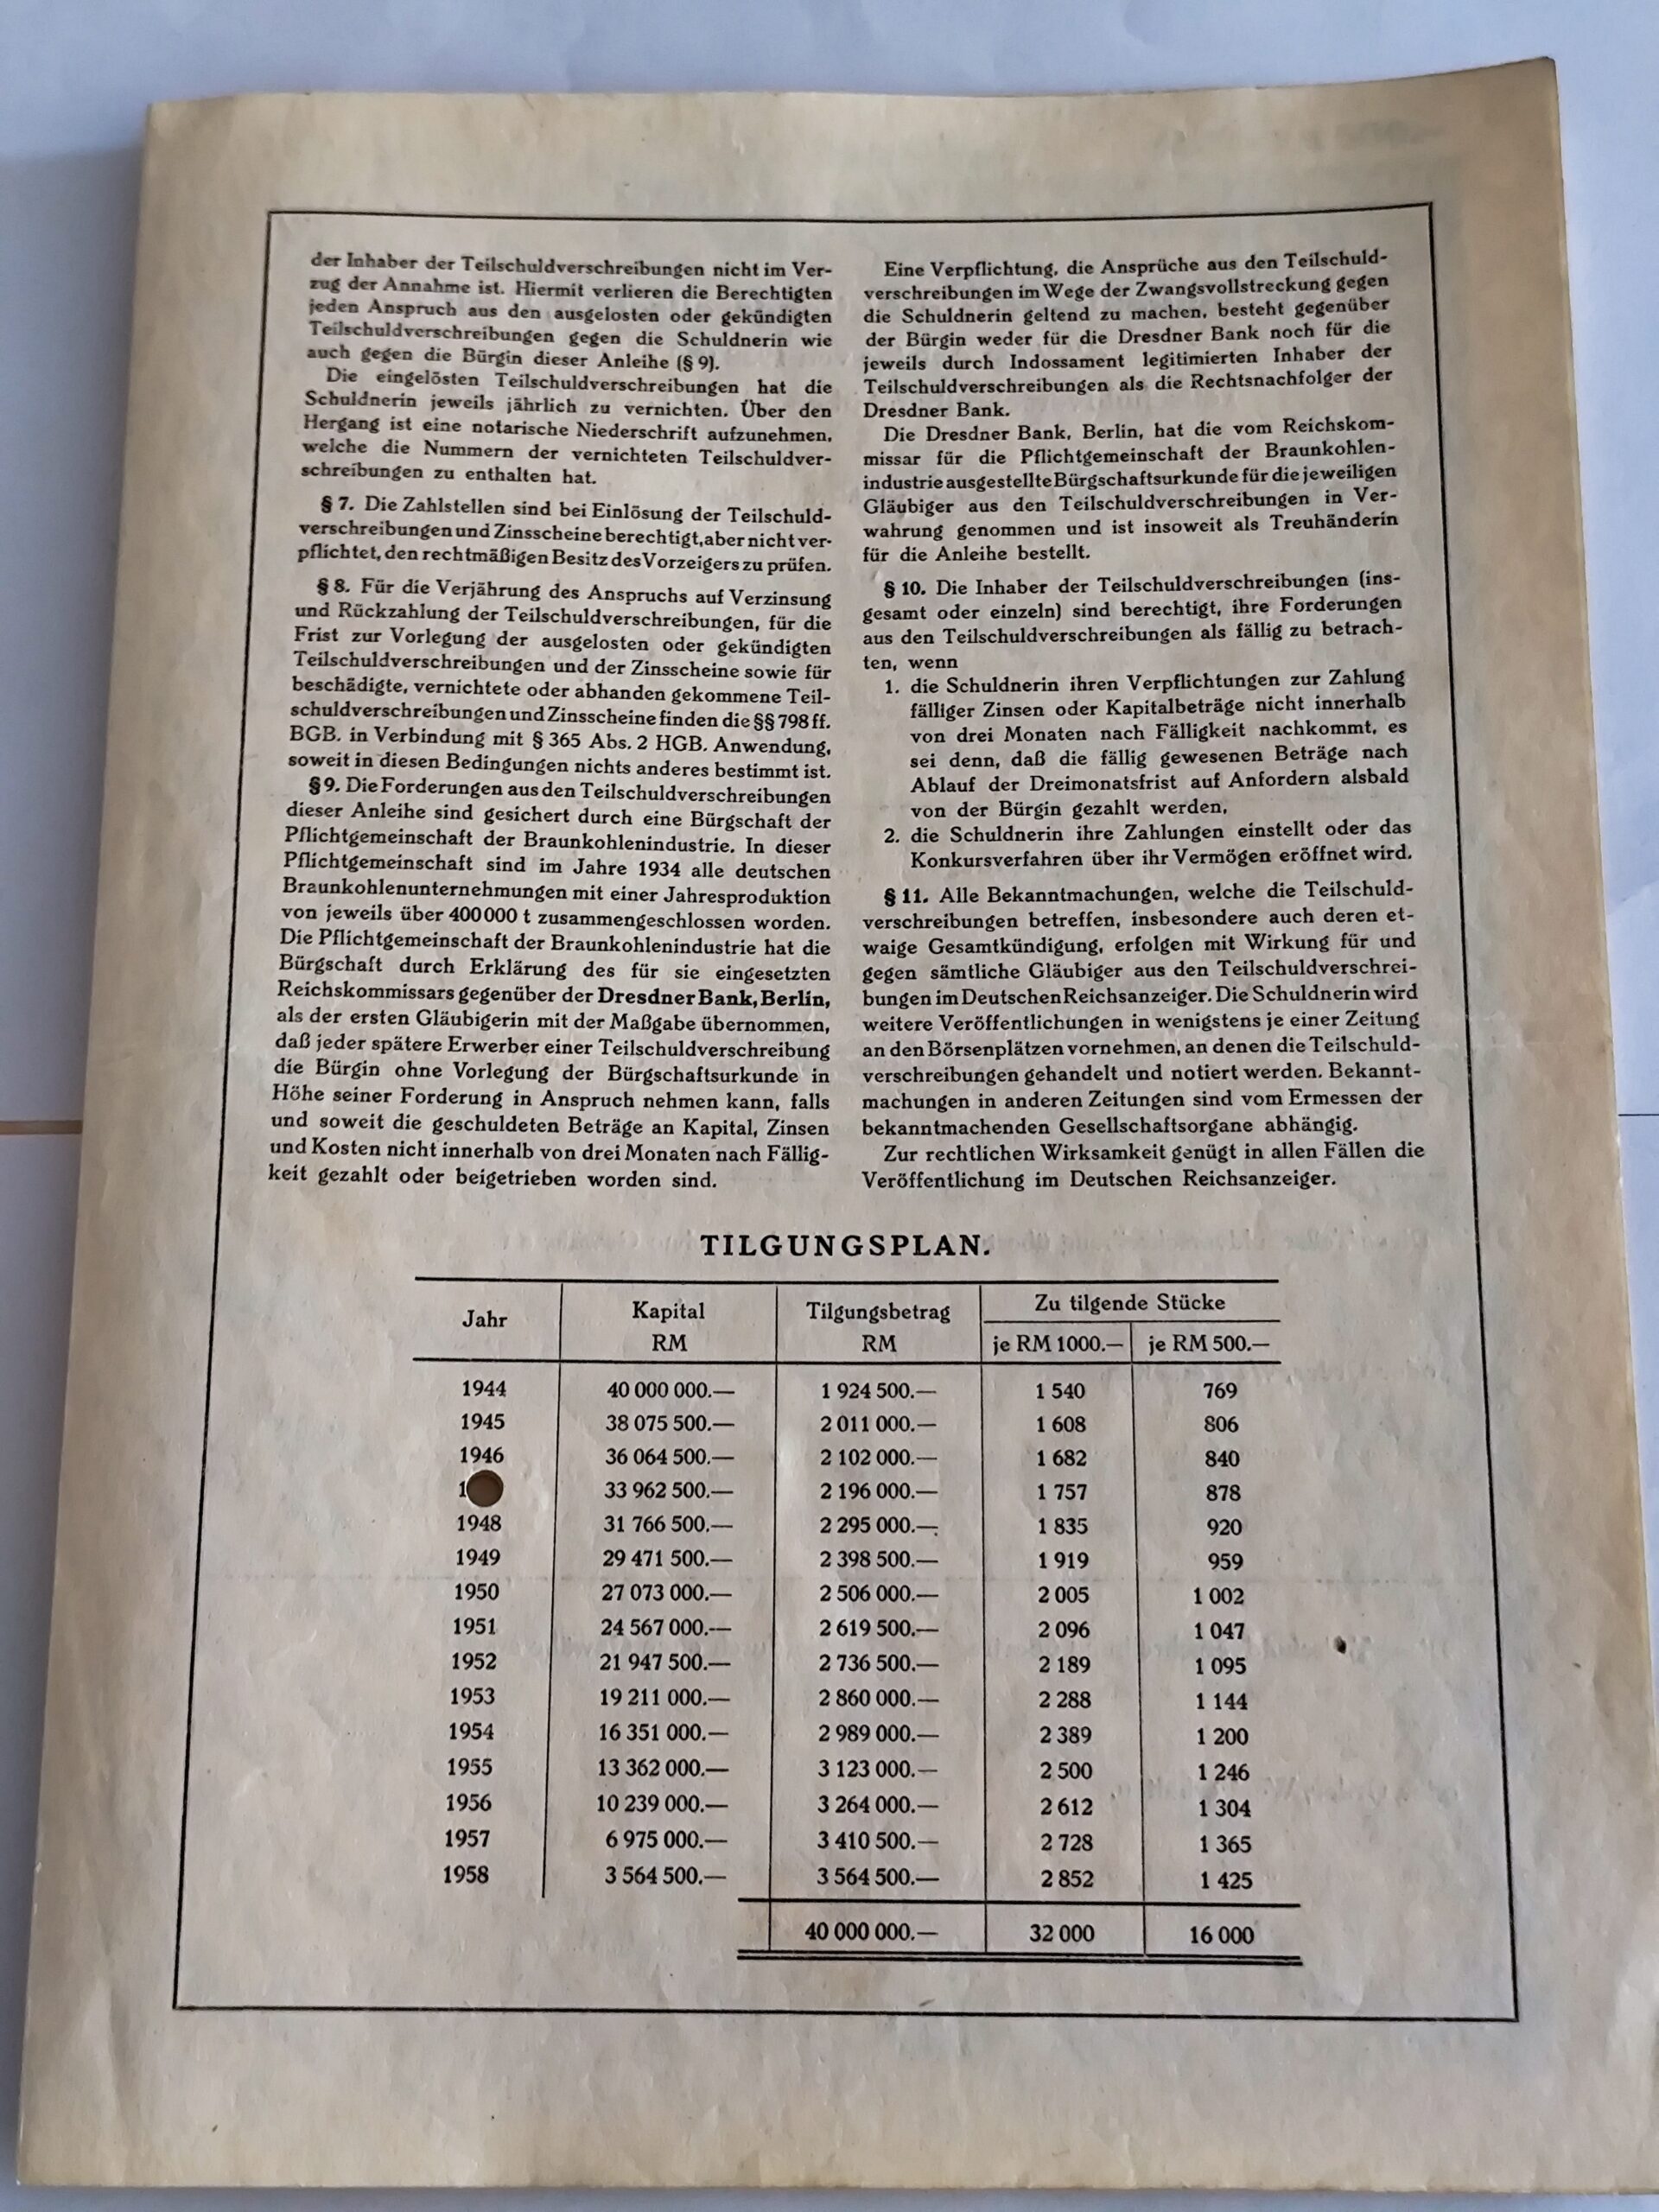 der Inhaber der Teilschuldverschreibungen nicht im Ver-
zug der Annahme ist. Hiermit verlieren die Berechtigten
jeden Anspruch aus den ausgelosten oder gekündigten
Teilschuldverschreibungen gegen die Schuldnerin wie
auch gegen die Bürgin dieser Anleihe (§ 9).
Die eingelösten Teilschuldverschreibungen hat die
Schuldnerin jeweils jährlich zu vernichten. Über den
Hergang ist eine notarische Niederschrift aufzunehmen,
welche die Nummern der vernichteten Teilschuldver-
schreibungen zu enthalten hat.
§ 7. Die Zahlstellen sind bei Einlösung der Teilschuld-
verschreibungen und Zinsscheine berechtigt, aber nicht ver-
pflichtet, den rechtmäßigen Besitz des Vorzeigers zu prüfen.
§ 8. Für die Verjährung des Anspruchs auf Verzinsung
und Rückzahlung der Teilschuldverschreibungen, für die
Frist zur Vorlegung der ausgelosten oder gekündigten
Teilschuldverschreibungen und der Zinsscheine sowie für
beschädigte, vernichtete oder abhanden gekommene Teil-
schuldverschreibungen und Zinsscheine finden die §§ 798 ff.
BGB. in Verbindung mit § 365 Abs. 2 HGB. Anwendung,
soweit in diesen Bedingungen nichts anderes bestimmt ist.
§ 9. Die Forderungen aus den Teilschuldverschreibungen
dieser Anleihe sind gesichert durch eine Bürgschaft der
Pflichtgemeinschaft der Braunkohlenindustrie. In dieser
Pflichtgemeinschaft sind im Jahre 1934 alle deutschen
Braunkohlenunternehmungen mit einer Jahresproduktion
von jeweils über 400 000 t zusammengeschlossen worden.
Die Pflichtgemeinschaft der Braunkohlenindustrie hat die
Bürgschaft durch Erklärung des für sie eingesetzten
Reichskommissars gegenüber der Dresdner Bank, Berlin,
als der ersten Gläubigerin mit der Maßgabe übernommen,
daß jeder spätere Erwerber einer Teilschuldverschreibung
die Bürgin ohne Vorlegung der Bürgschaftsurkunde in
Höhe seiner Forderung in Anspruch nehmen kann, falls
und soweit die geschuldeten Beträge an Kapital, Zinsen
und Kosten nicht innerhalb von drei Monaten nach Fällig-
keit gezahlt oder beigetrieben worden sind.
Eine Verpflichtung, die Ansprüche aus den Teilschuld-
verschreibungen im Wege der Zwangsvollstreckung gegen
die Schuldnerin geltend zu machen, besteht gegenüber
der Bürgin weder für die Dresdner Bank noch für die
jeweils durch Indossament legitimierten Inhaber der
Teilschuldverschreibungen als die Rechtsnachfolger der
Dresdner Bank.
Die Dresdner Bank, Berlin, hat die vom Reichskom-
missar für die Pflichtgemeinschaft der Braunkohlen-
industrie ausgestellte Bürgschaftsurkunde für die jeweiligen
Gläubiger aus den Teilschuldverschreibungen in Ver-
wahrung genommen und ist insoweit als Treuhänderin
für die Anleihe bestellt.
§ 10. Die Inhaber der Teilschuldverschreibungen (ins-
gesamt oder einzeln) sind berechtigt, ihre Forderungen
aus den Teilschuldverschreibungen als fällig zu betrach-
ten, wenn
1. die Schuldnerin ihren Verpflichtungen zur Zahlung
fälliger Zinsen oder Kapitalbeträge nicht innerhalb
von drei Monaten nach Fälligkeit nachkommt, es
sei denn, daß die fällig gewesenen Beträge nach
Ablauf der Dreimonatsfrist auf Anfordern alsbald
von der Bürgin gezahlt werden,
2. die Schuldnerin ihre Zahlungen einstellt oder das
Konkursverfahren über ihr Vermögen eröffnet wird.
§ 11. Alle Bekanntmachungen, welche die Teilschuld-
verschreibungen betreffen, insbesondere auch deren et-
waige Gesamtkündigung, erfolgen mit Wirkung für und
gegen sämtliche Gläubiger aus den Teilschuldverschrei-
bungen im Deutschen Reichsanzeiger. Die Schuldnerin wird
weitere Veröffentlichungen in wenigstens je einer Zeitung
an den Börsenplätzen vornehmen, an denen die Teilschuld-
verschreibungen gehandelt und notiert werden. Bekannt-
machungen in anderen Zeitungen sind vom Ermessen der
bekanntmachenden Gesellschaftsorgane abhängig.
Zur rechtlichen Wirksamkeit genügt in allen Fällen die
Veröffentlichung im Deutschen Reichsanzeiger.
TILGUNGSPLAN.
Jahr Kapital RM Tilgungsbetrag RM Zu tilgende Stücke
je RM 1000.— je RM 500.—
1944 40 000 000.— 1 924 500.— 1 540 769
1945 38 075 500.— 2 011 000.— 1 608 806
1946 36 064 500.— 2 102 000.— 1 682 840
33 962 500.— 2 196 000.— 1 757 878
1948 31 766 500.— 2 295 000.— 1 835 920
1949 29 471 500.— 2 398 500.— 1 919 959
1950 27 073 000.— 2 506 000.— 2 005 1 002
1951 24 567 000.— 2 619 500.— 2 096 1 047
1952 21 947 500.— 2 736 500.— 2 189 1 095
1953 19 211 000.— 2 860 000.— 2 288 1 144
1954 16 351 000.— 2 989 000.— 2 389 1 200
1955 13 362 000.— 3 123 000.— 2 500 1 246
1956 10 239 000.— 3 264 000.— 2 612 1 304
1957 6 975 000.— 3 410 500.— 2 728 1 365
1958 3 564 500.— 3 564 500.— 2 852 1 425
40 000 000.— 32 000 16 000